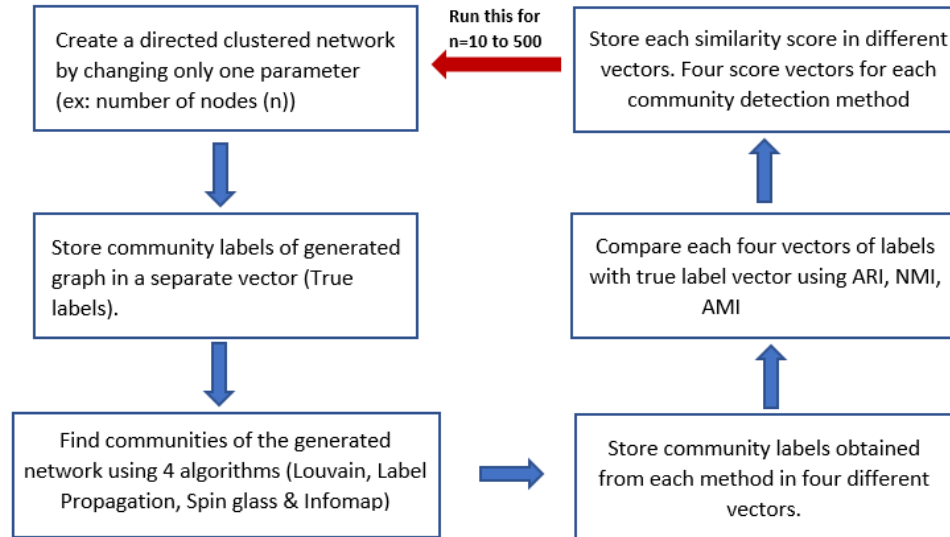 Create a directed clustered network
by changing only one parameter
(ex: number of nodes (n))
Run this for
n=10 to 500
Store each similarity score in different
vectors. Four score vectors for each
community detection method
Store community labels of generated
graph in a separate vector (True
labels).
Compare each four vectors of labels
with true label vector using ARI, NMI,
AMI
Find communities of the generated
network using 4 algorithms (Louvain, Label
Propagation, Spin glass & Infomap)
Store community labels obtained
from each method in four different
vectors.